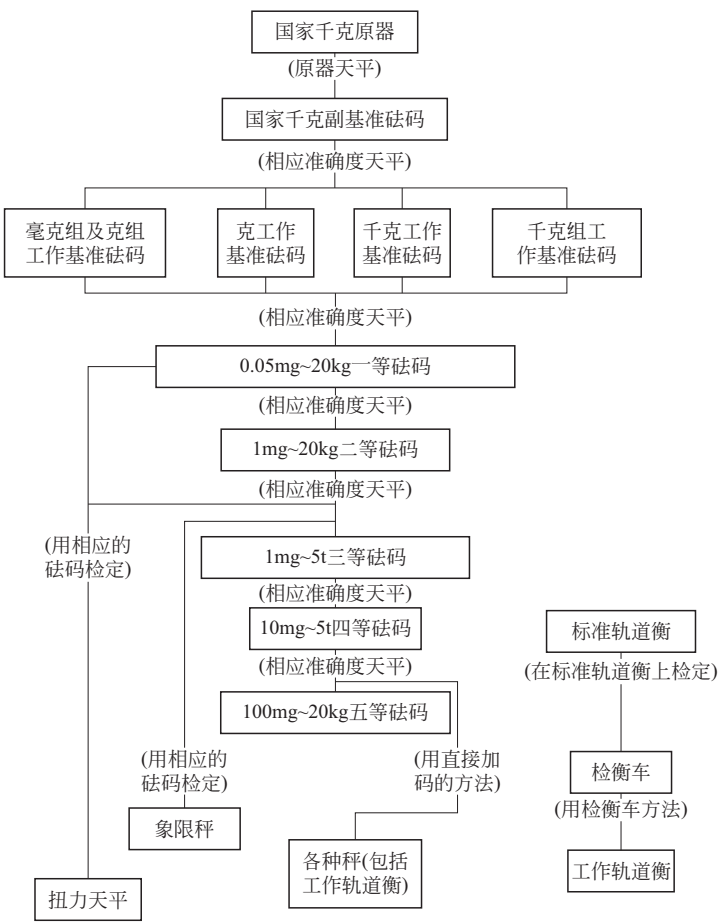 国家千克原器
(原器天平)
国家千克副基准砝码
(相应准确度天平)
毫克组及克组
工作基准砝码
克工作
基准砝码
千克工作
基准砝码
千克组工
作基准砝码
(相应准确度天平)
0.05mg~20kg一等砝码
(相应准确度天平)
1mg~20kg二等砝码
(相应准确度天平)
(用相应的
砝码检定)
1mg~5t三等砝码
(相应准确度天平)
10mg~5t四等砝码
(相应准确度天平)
100mg~20kg五等砝码
(用相应的
砝码检定)
象限秤
(用直接加
码的方法)
各种秤(包括
工作轨道衡)
扭力天平
标准轨道衡
(在标准轨道衡上检定)
检衡车
(用检衡车方法)
工作轨道衡